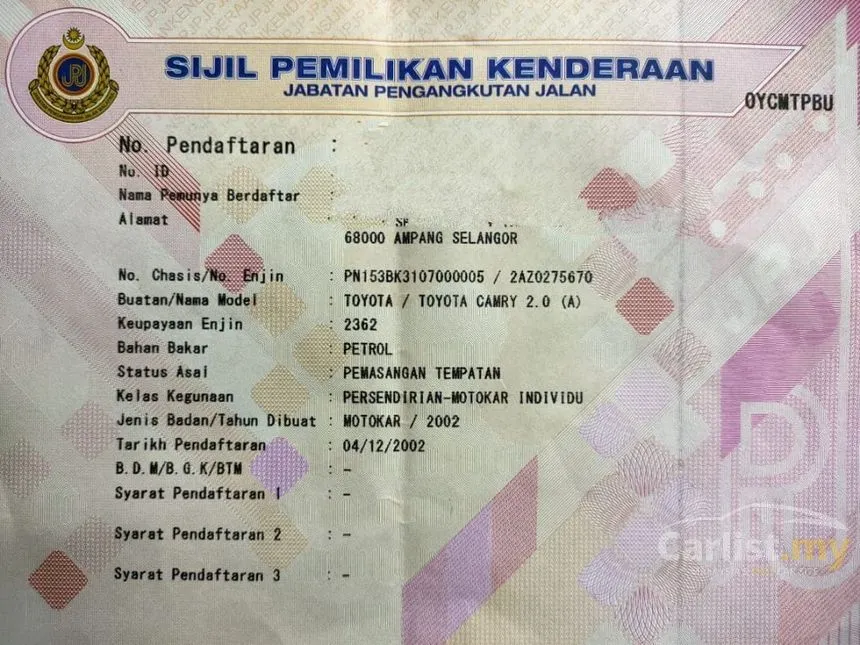 SIJIL PEMILIKAN KENDERAAN
JABATAN PENGANGKUTAN JALAN
OYCMTPBU
No. Pendaftaran :
No. ID
Nama Pemunya Berdaftar
Alamat
68000 AMPANG SELANGOR
No. Chasis/No. Enjin : PN153BK3107000005 / 2AZ0275670
Buatan/Nama Model : TOYOTA / TOYOTA CAMRY 2.0 (A)
Keupayaan Enjin : 2362
Bahan Bakar : PETROL
Status Asal : PEMASANGAN TEMPATAN
Kelas Kegunaan : PERSENDIRIAN-MOTOKAR INDIVIDU
Jenis Badan/Tahun Dibuat : MOTOKAR / 2002
Tarikh Pendaftaran : 04/12/2002
B.D.M/B.G.K/BTM : -
Syarat Pendaftaran 1 : -
Syarat Pendaftaran 2 : -
Syarat Pendaftaran 3 : -
Carlist.my